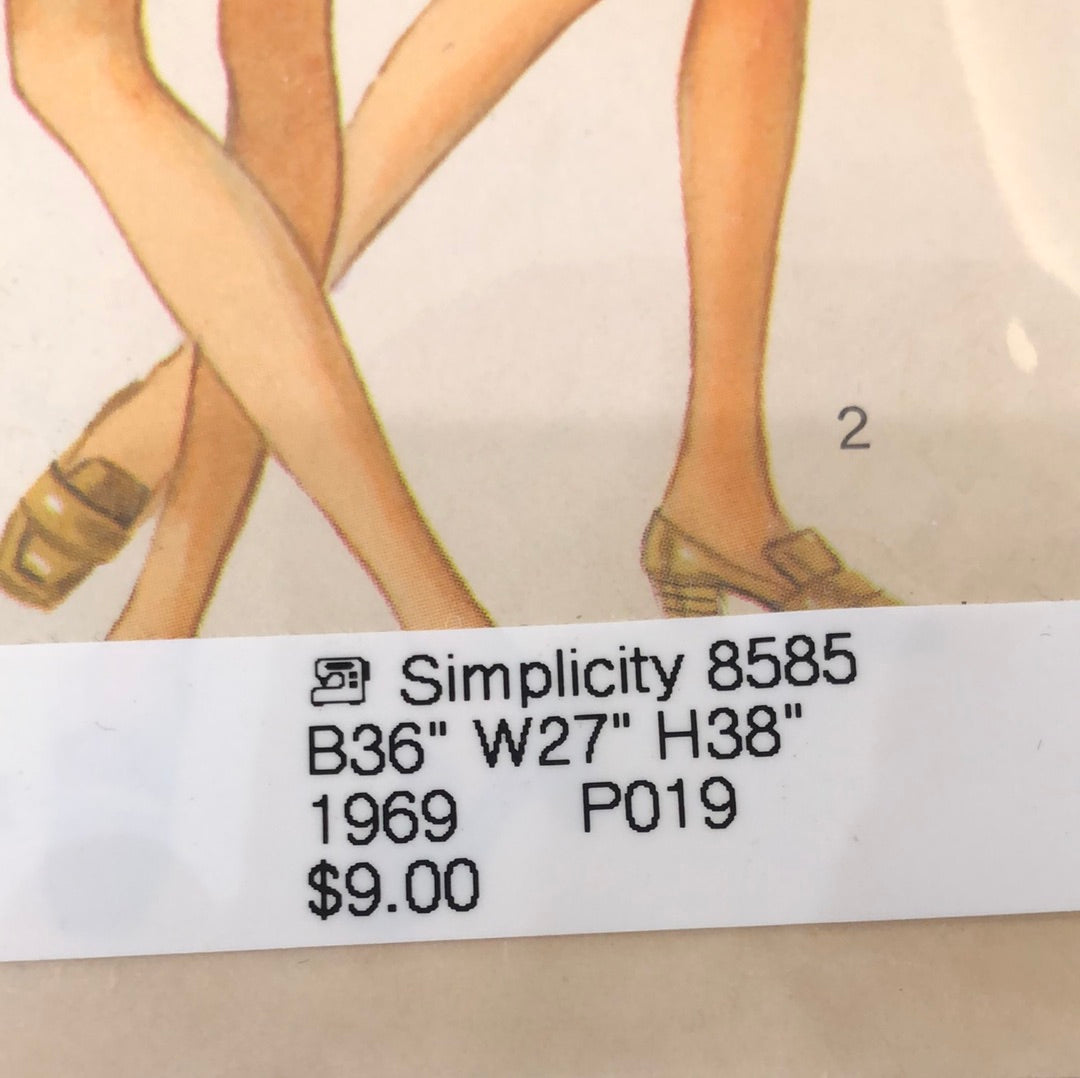 2
Simplicity 8585
B36" W27" H38"
1969 P019
$9.00